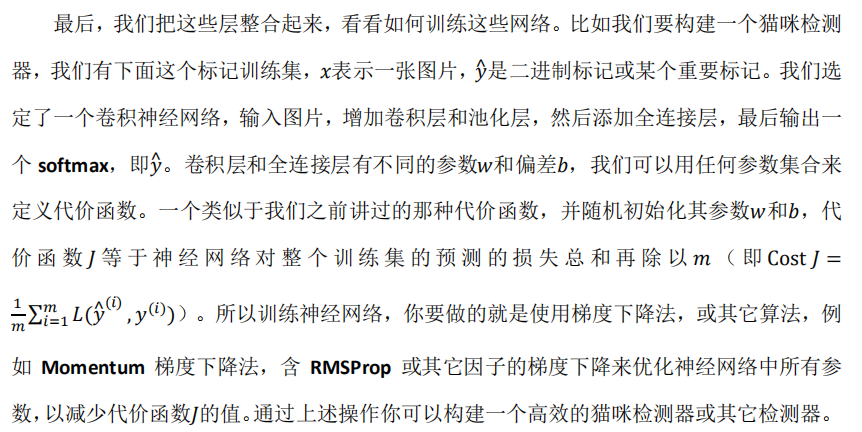 最后，我们把这些层整合起来，看看如何训练这些网络。比如我们要构建一个猫咪检测
器，我们有下面这个标记训练集，𝑥表示一张图片，𝑦̂是二进制标记或某个重要标记。我们选
定了一个卷积神经网络，输入图片，增加卷积层和池化层，然后添加全连接层，最后输出一
个 softmax，即𝑦̂。卷积层和全连接层有不同的参数𝑤和偏差𝑏，我们可以用任何参数集合来
定义代价函数。一个类似于我们之前讲过的那种代价函数，并随机初始化其参数𝑤和𝑏，代
价函数𝐽等于神经网络对整个训练集的预测的损失总和再除以𝑚（即Cost 𝐽 =
1/𝑚 ∑ᵢ₌₁ᵐ 𝐿(𝑦̂⁽ⁱ⁾, 𝑦⁽ⁱ⁾)）。所以训练神经网络，你要做的就是使用梯度下降法，或其它算法，例
如 Momentum 梯度下降法，含 RMSProp 或其它因子的梯度下降来优化神经网络中所有参
数，以减少代价函数𝐽的值。通过上述操作你可以构建一个高效的猫咪检测器或其它检测器。